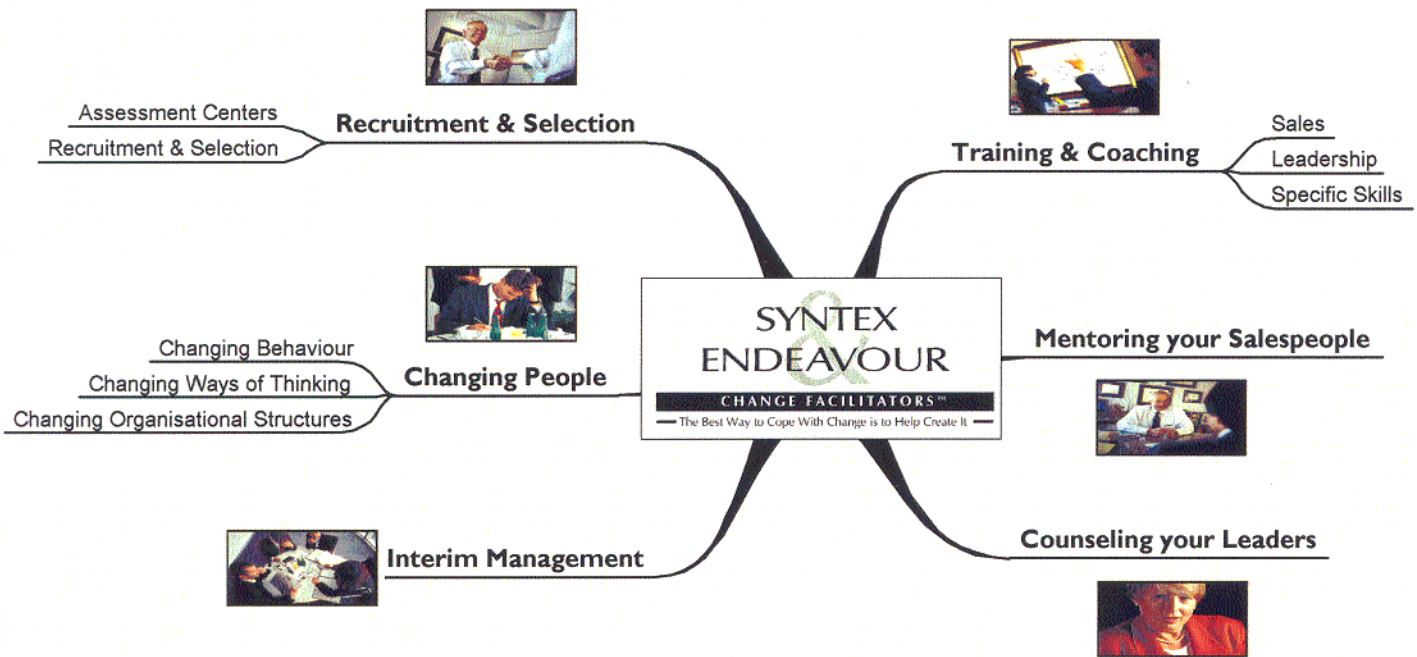 Recruitment & Selection
Assessment Centers
Recruitment & Selection
Training & Coaching
Sales
Leadership
Specific Skills
SYNTEX
&
ENDEAVOUR
CHANGE FACILITATORS™
The Best Way to Cope With Change is to Help Create It
Changing People
Changing Behaviour
Changing Ways of Thinking
Changing Organisational Structures
Mentoring your Salespeople
Interim Management
Counseling your Leaders